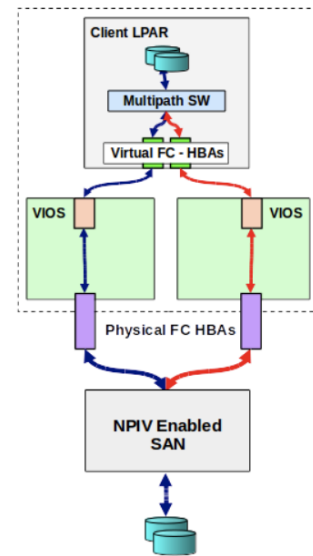 Client LPAR
Multipath SW
Virtual FC - HBAs
VIOS
VIOS
Physical FC HBAs
NPIV Enabled
SAN